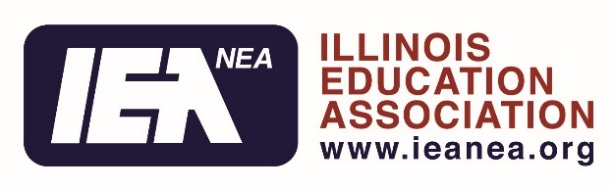 IEA NEA
ILLINOIS
EDUCATION
ASSOCIATION
www.ieanea.org